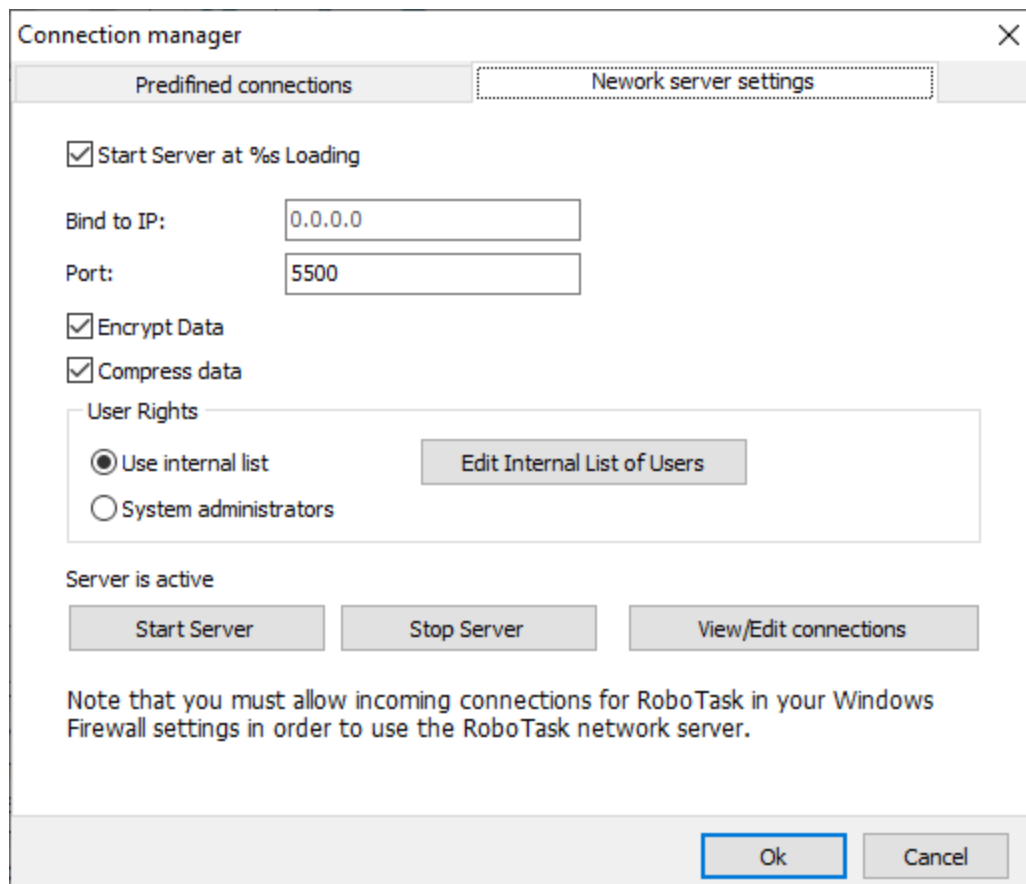 Connection manager
Predifined connections
Nework server settings
Start Server at %s Loading
Bind to IP:
0.0.0.0
Port:
5500
Encrypt Data
Compress data
User Rights
Use internal list
Edit Internal List of Users
System administrators
Server is active
Start Server
Stop Server
View/Edit connections
Note that you must allow incoming connections for RoboTask in your Windows
Firewall settings in order to use the RoboTask network server.
Ok
Cancel